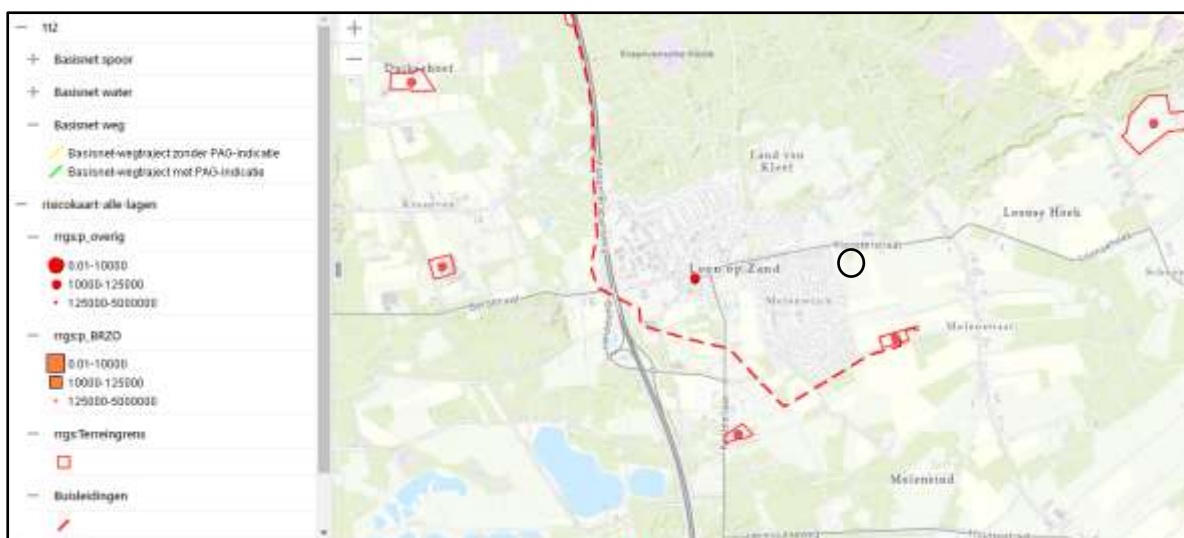 112
Basisnet spoor
Basisnet water
Basisnet weg
Basisnet-wegtraject zonder PAG-indicatie
Basisnet-wegtraject met PAG-indicatie
risicokaart-alle-lagen
rrgs:p_overig
0.01-10000
10000-125000
125000-5000000
rrgs:p_BRZO
0.01-10000
10000-125000
125000-5000000
rrgs:Terreingrens
Buisleidingen
Land van
Kleef
Loonse Hoek
Kloosterstraat
Loon op Zand
Molenwijck
Molenstraat
Moleneind